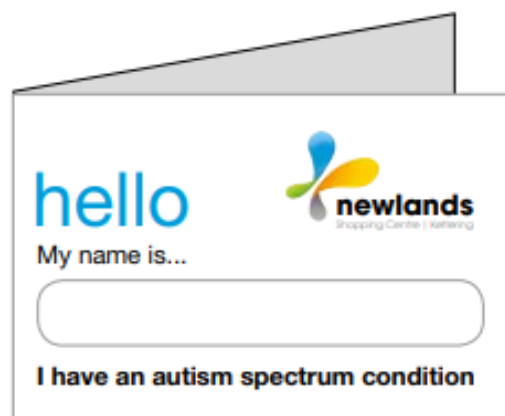 hello
newlands
Shopping Centre | Kettering
My name is...
I have an autism spectrum condition